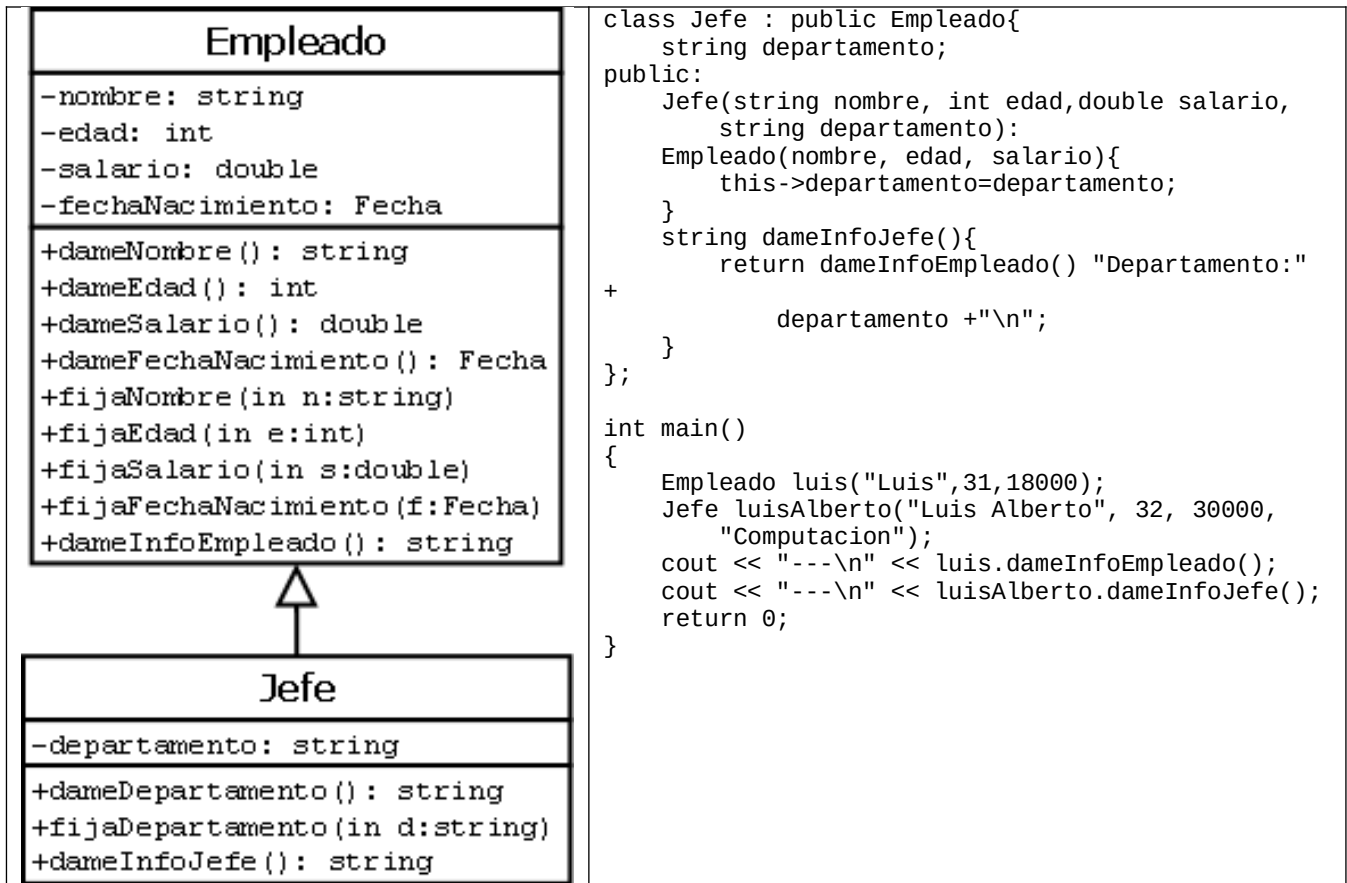 Empleado
-nombre: string
-edad: int
-salario: double
-fechaNacimiento: Fecha
+dameNombre(): string
+dameEdad(): int
+dameSalario(): double
+dameFechaNacimiento(): Fecha
+fijaNombre(in n:string)
+fijaEdad(in e:int)
+fijaSalario(in s:double)
+fijaFechaNacimiento(f:Fecha)
+dameInfoEmpleado(): string
Jefe
-departamento: string
+dameDepartamento(): string
+fijaDepartamento(in d:string)
+dameInfoJefe(): string
class Jefe : public Empleado{
    string departamento;
public:
    Jefe(string nombre, int edad,double salario,
        string departamento):
    Empleado(nombre, edad, salario){
        this->departamento=departamento;
    }
    string dameInfoJefe(){
        return dameInfoEmpleado() "Departamento:"
+
            departamento +"\n";
    }
};
int main()
{
    Empleado luis("Luis",31,18000);
    Jefe luisAlberto("Luis Alberto", 32, 30000,
        "Computacion");
    cout << "---\n" << luis.dameInfoEmpleado();
    cout << "---\n" << luisAlberto.dameInfoJefe();
    return 0;
}